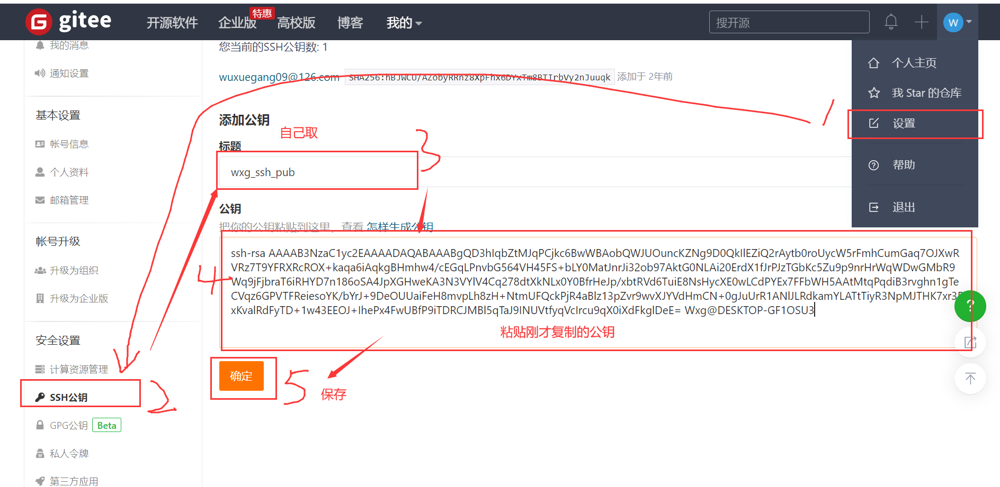 gitee
开源软件
企业版
特惠
高校版
博客
我的
搜开源
W
我的消息
通知设置
基本设置
帐号信息
个人资料
邮箱管理
帐号升级
升级为组织
升级为企业版
安全设置
计算资源管理
SSH公钥
2
GPG公钥 Beta
私人令牌
第三方应用
您当前的SSH公钥数: 1
wuxuegang09@126.com SHA256:hBJWCU/AZobyRRnz8XpFhx6DYxTm8BTIrbVy2nJuuqk 添加于 2年前
添加公钥
自己取
标题
3
wxg_ssh_pub
公钥
把你的公钥粘贴到这里，查看 怎样生成公钥
4
ssh-rsa AAAAB3NzaC1yc2EAAAADAQABAAABgQD3hIqbZtMJqPCjkc6BwWBAobQWJUOuncKZNg9D0QkIlEZiQ2rAytb0roUycW5rFmhCumGaq7OJXwR
VRz7T9YFRXRcROX+kaqa6iAqkgBHmhw4/cEGqLPnvbG564VH45FS+bLY0MatJnrJi32ob97AktG0NLAi20ErdX1fJrPJzTGbKc5Zu9p9nrHrWqWDwGMbR9
Wq9jFjbraT6iRHYD7n186oSA4JpXGHweKA3N3VYlV4Cq278dtXkNLx0Y0BfrHeJp/xbtRVd6TuiE8NsHycXE0wLCdPYEx7FFbWH5AAtMtqPqdiB3rvghn1gTe
CVqz6GPVTFReiesoYK/bYrJ+9DeOUUaiFeH8mvpLh8zH+NtmUFQckPjR4aBlz13pZvr9wvXJYVdHmCN+0gJuUrR1ANlJLRdkamYLATtTiyR3NpMJTHK7xr35
xKvalRdFyTD+1w43EEOJ+IhePx4FwUBfP9iTDRCJMBl5qTaJ9INUVtfyqVcIrcu9qX0iXdFkglDeE= Wxg@DESKTOP-GF1OSU3
粘贴刚才复制的公钥
确定
5
保存
个人主页
我 Star 的仓库
1
设置
帮助
退出
?